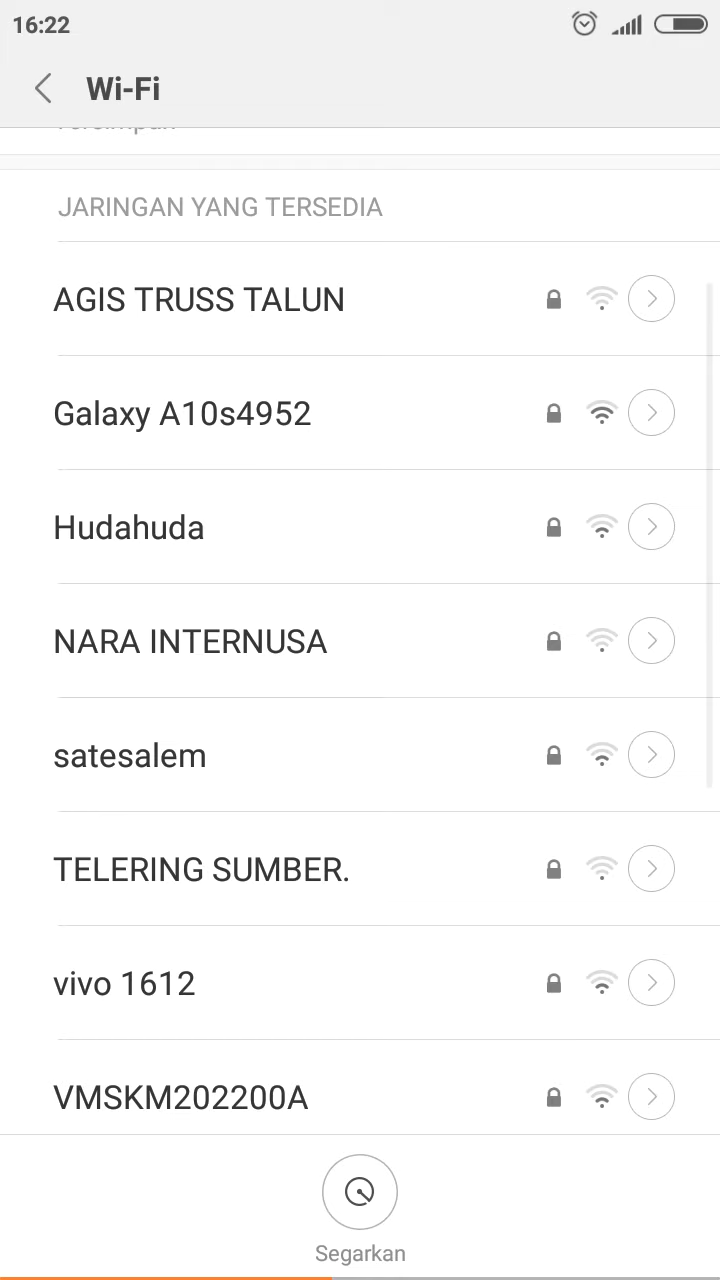 16:22
Wi-Fi
JARINGAN YANG TERSEDIA
AGIS TRUSS TALUN
Galaxy A10s4952
Hudahuda
NARA INTERNUSA
satesalem
TELERING SUMBER.
vivo 1612
VMSKM202200A
Segarkan